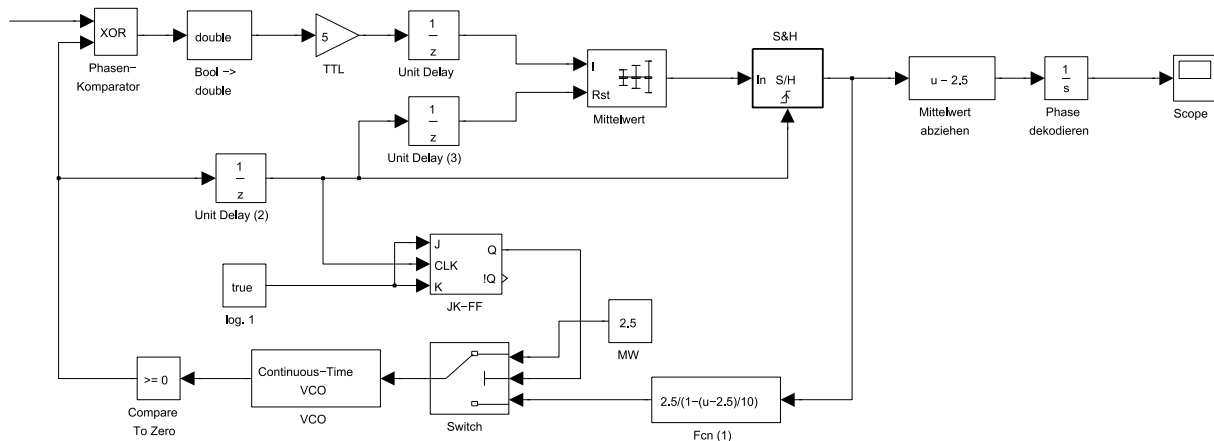 XOR
Phasen-
Komparator
double
Bool ->
double
5
TTL
1
z
Unit Delay
1
z
Unit Delay (3)
I
Rst
Mittelwert
S&H
In S/H
u - 2.5
Mittelwert
abziehen
1
s
Phase
dekodieren
Scope
1
z
Unit Delay (2)
true
log. 1
J
CLK
K
Q
!Q
JK-FF
2.5
MW
>= 0
Compare
To Zero
Continuous-Time
VCO
VCO
Switch
2.5/(1-(u-2.5)/10)
Fcn (1)